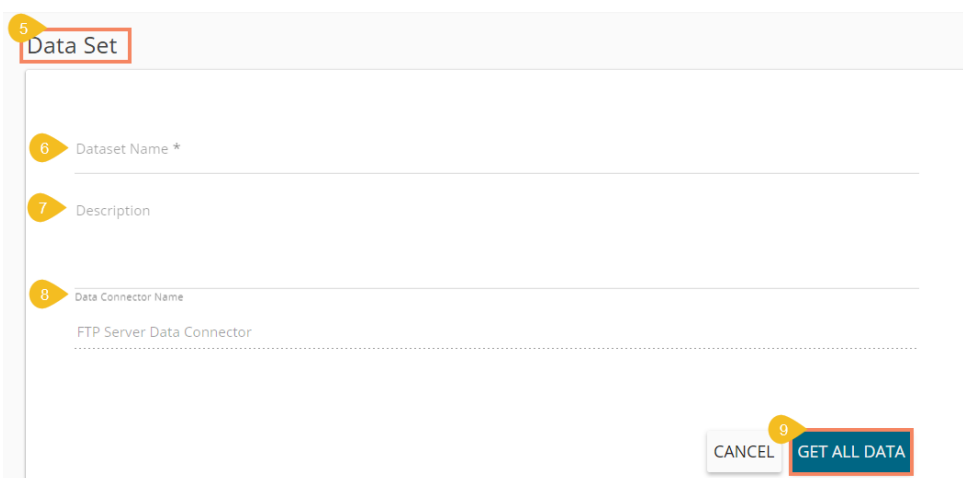 5
Data Set
6 Dataset Name *
7 Description
8 Data Connector Name
FTP Server Data Connector
9
CANCEL GET ALL DATA